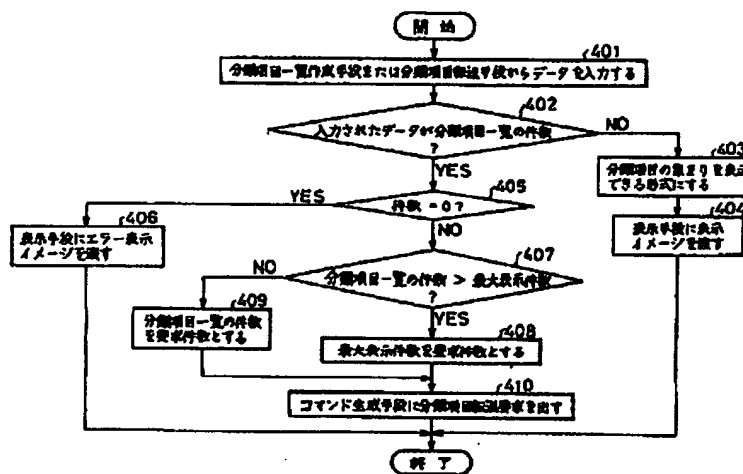 開始
401
分類項目一覧作成手段または分類項目転送手段からデータを入力する
402
入力されたデータが分類項目一覧の件数
?
NO
YES
403
分類項目の集まりを表示
できる形式にする
404
表示手段に表示
イメージを渡す
405
件数=0?
YES
NO
406
表示手段にエラー表示
イメージを渡す
407
分類項目一覧の件数 > 最大表示件数
?
NO
YES
409
分類項目一覧の件数
を要求件数とする
408
最大表示件数を要求件数とする
410
コマンド生成手段に分類項目転送要求を出す
終了